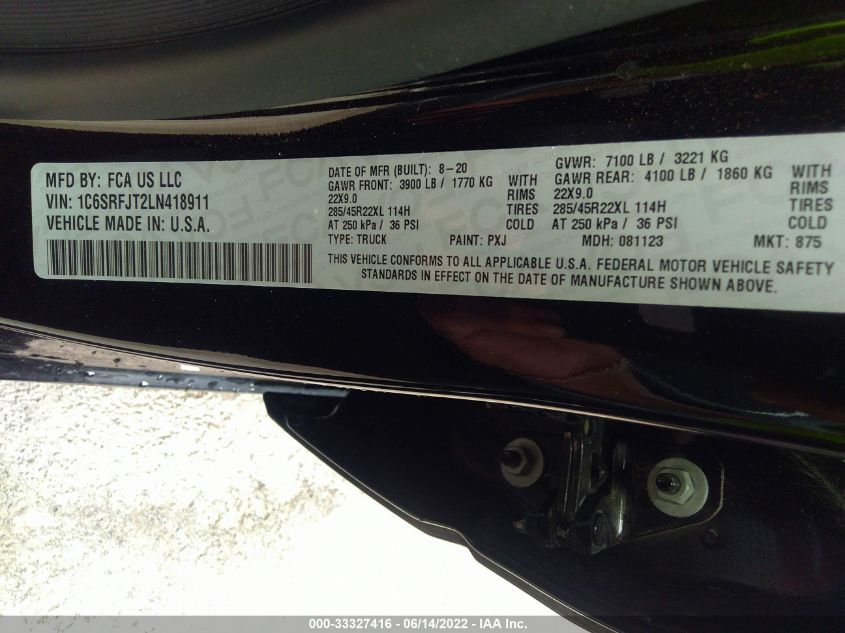 MFD BY: FCA US LLC
VIN: 1C6SRFJT2LN418911
VEHICLE MADE IN: U.S.A.
DATE OF MFR (BUILT): 8-20
GVWR: 7100 LB / 3221 KG
GAWR FRONT: 3900 LB / 1770 KG WITH GAWR REAR: 4100 LB / 1860 KG WITH
22X9.0 RIMS 22X9.0 RIMS
285/45R22XL 114H TIRES 285/45R22XL 114H TIRES
AT 250 kPa / 36 PSI COLD AT 250 kPa / 36 PSI COLD
TYPE: TRUCK PAINT: PXJ MDH: 081123 MKT: 875
THIS VEHICLE CONFORMS TO ALL APPLICABLE U.S.A. FEDERAL MOTOR VEHICLE SAFETY
STANDARDS IN EFFECT ON THE DATE OF MANUFACTURE SHOWN ABOVE.
000-33327416 - 06/14/2022 - IAA Inc.